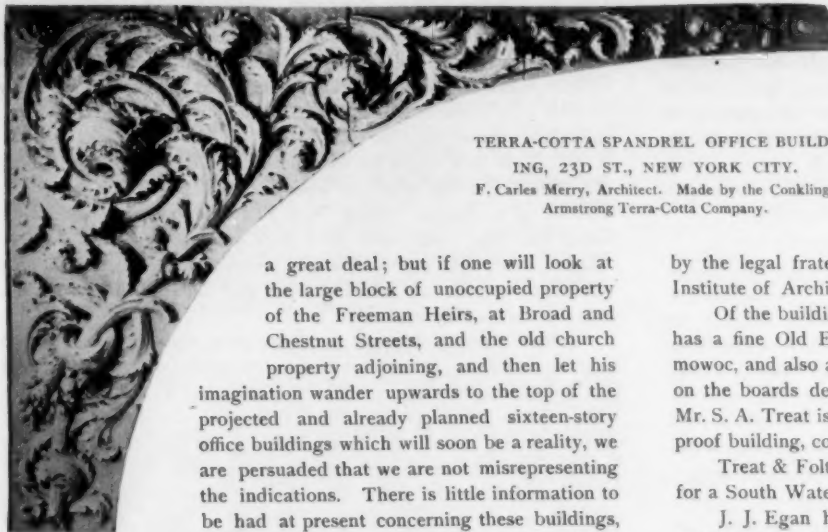 TERRA-COTTA SPANDREL OFFICE BUILD
ING, 23D ST., NEW YORK CITY.
F. Carles Merry, Architect. Made by the Conkling
Armstrong Terra-Cotta Company.
a great deal; but if one will look at
the large block of unoccupied property
of the Freeman Heirs, at Broad and
Chestnut Streets, and the old church
property adjoining, and then let his
imagination wander upwards to the top of the
projected and already planned sixteen-story
office buildings which will soon be a reality, we
are persuaded that we are not misrepresenting
the indications. There is little information to
be had at present concerning these buildings,
by the legal frate
Institute of Archi
Of the buildi
has a fine Old E
mowoc, and also a
on the boards de
Mr. S. A. Treat is
proof building, co
Treat & Folt
for a South Wate
J. J. Egan h